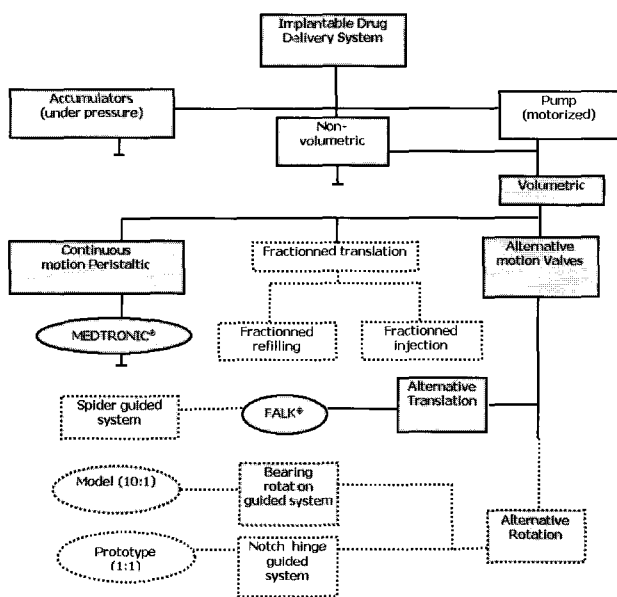 Implantable Drug
Delivery System
Accumulators
(under pressure)
Pump
(motorized)
Non-
volumetric
Volumetric
Continuous
motion Peristaltic
Fractionned translation
Alternative
motion Valves
MEDTRONIC®
Fractionned
refilling
Fractionned
injection
Alternative
Translation
Spider guided
system
FALK®
Model (10:1)
Bearing
rotation
guided system
Alternative
Rotation
Prototype
(1:1)
Notch hinge
guided
system